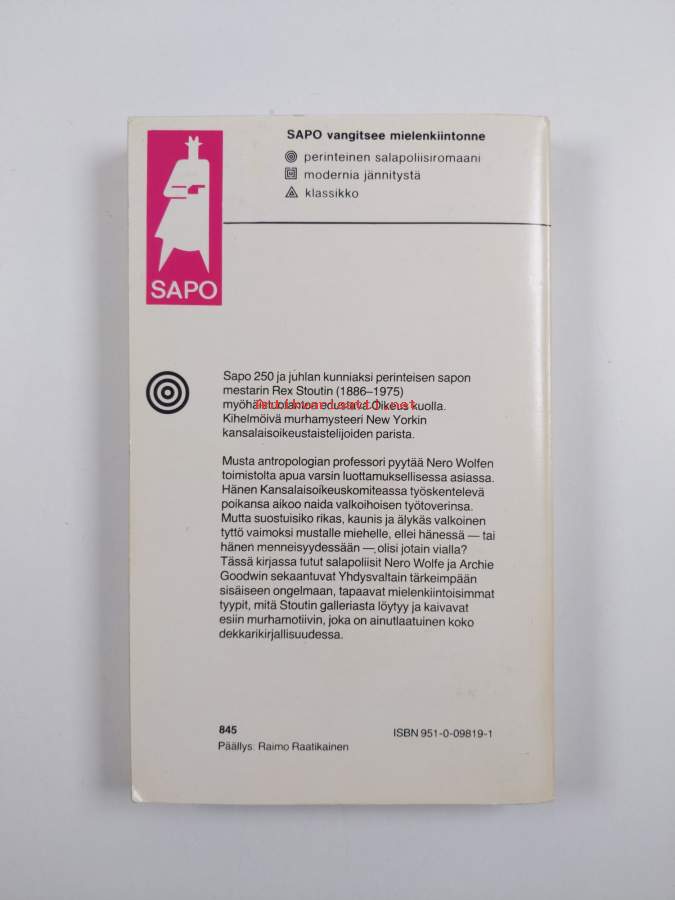 SAPO vangitsee mielenkiintonne
perinteinen salapoliisiromaani
modernia jännitystä
klassikko
SAPO
Sapo 250 ja juhlan kunniaksi perinteisen sapon
mestarin Rex Stoutin (1886–1975)
myöhäistuotantoa edustava Oikeus kuolla.
Kihelmöivä murhamysteeri New Yorkin
kansalaisoikeustaistelijoiden parista.
Musta antropologian professori pyytää Nero Wolfen
toimistolta apua varsin luottamuksellisessa asiassa.
Hänen Kansalaisoikeuskomiteassa työskentelevä
poikansa aikoo naida valkoihoisen työtoverinsa.
Mutta suostuisiko rikas, kaunis ja älykäs valkoinen
tyttö vaimoksi mustalle miehelle, ellei hänessä — tai
hänen menneisyydessään — olisi jotain vialla?
Tässä kirjassa tutut salapoliisit Nero Wolfe ja Archie
Goodwin sekaantuvat Yhdysvaltain tärkeimpään
sisäiseen ongelmaan, tapaavat mielenkiintoisimmat
tyypit, mitä Stoutin galleriasta löytyy ja kaivavat
esiin murhamotiivin, joka on ainutlaatuinen koko
dekkarikirjallisuudessa.
845
ISBN 951-0-09819-1
Päällys: Raimo Raatikainen